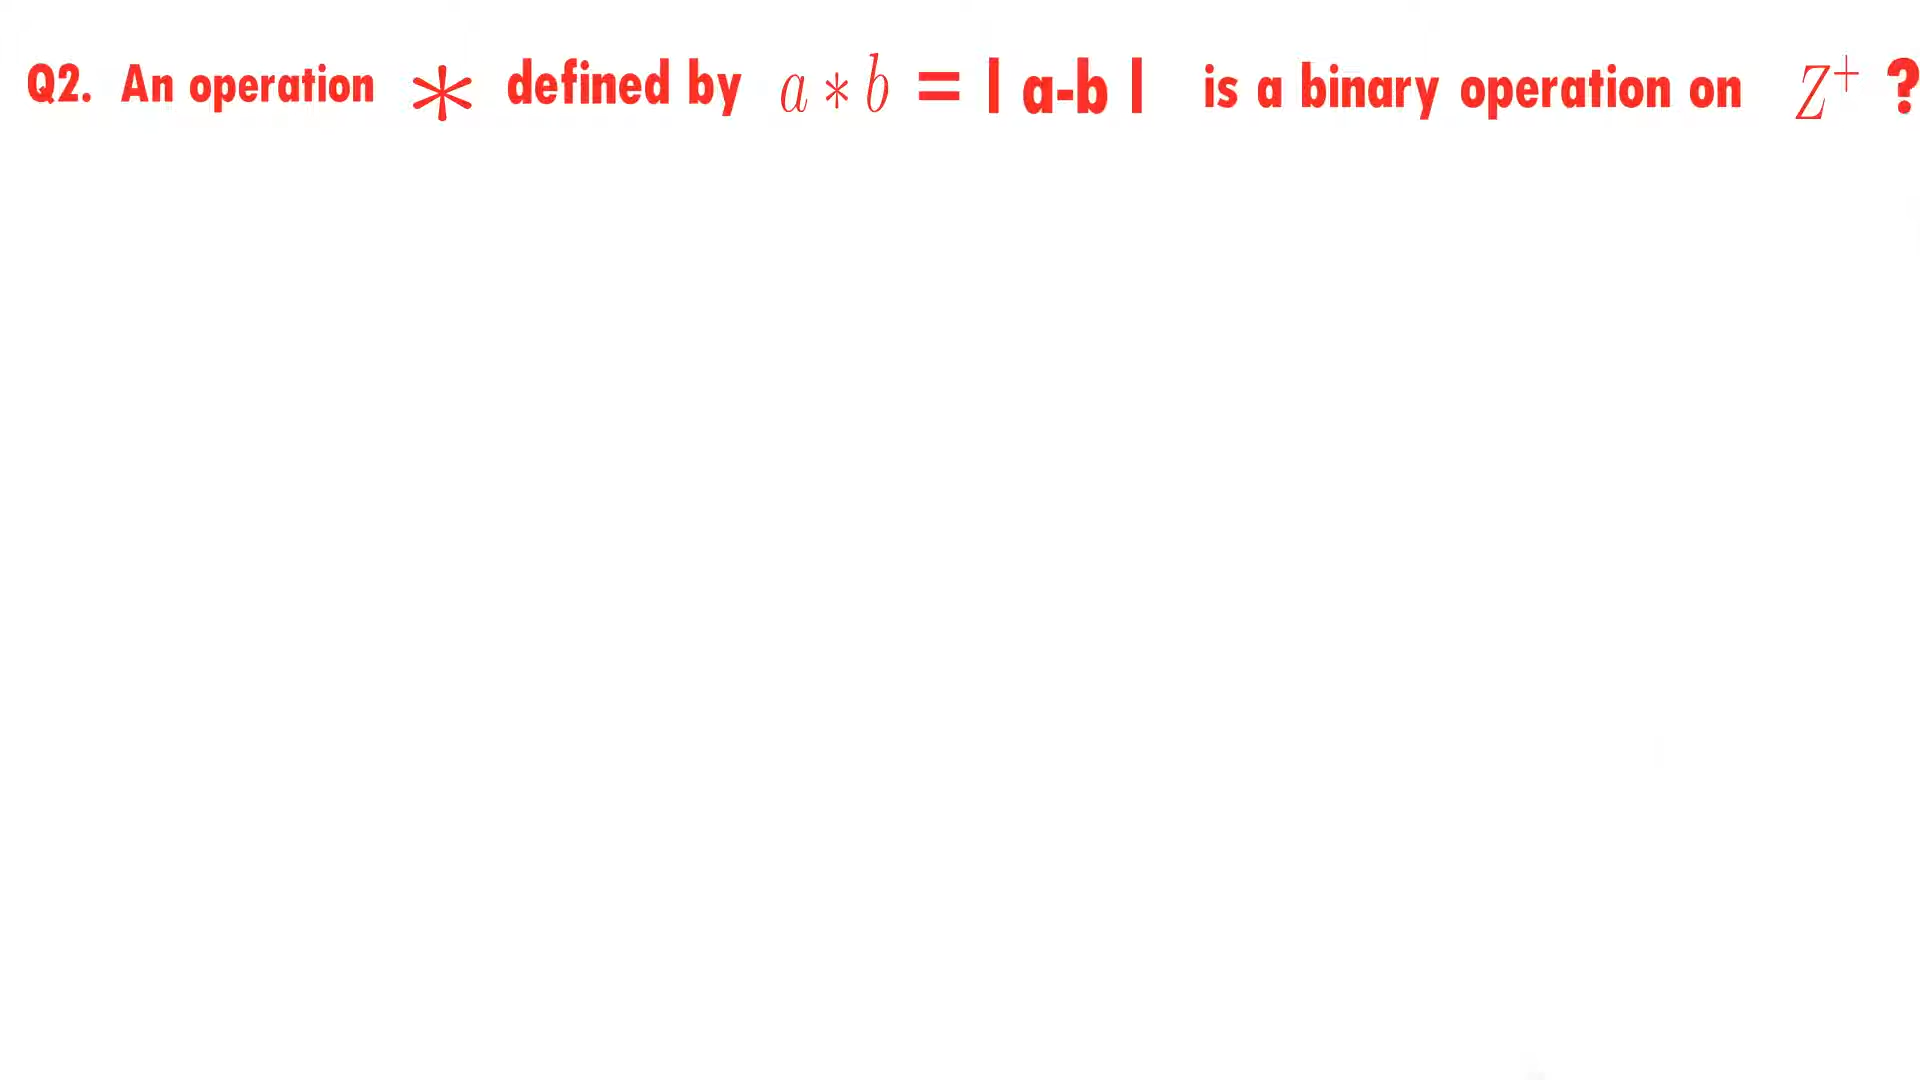 Q2. An operation * defined by a * b = | a-b | is a binary operation on Z⁺ ?